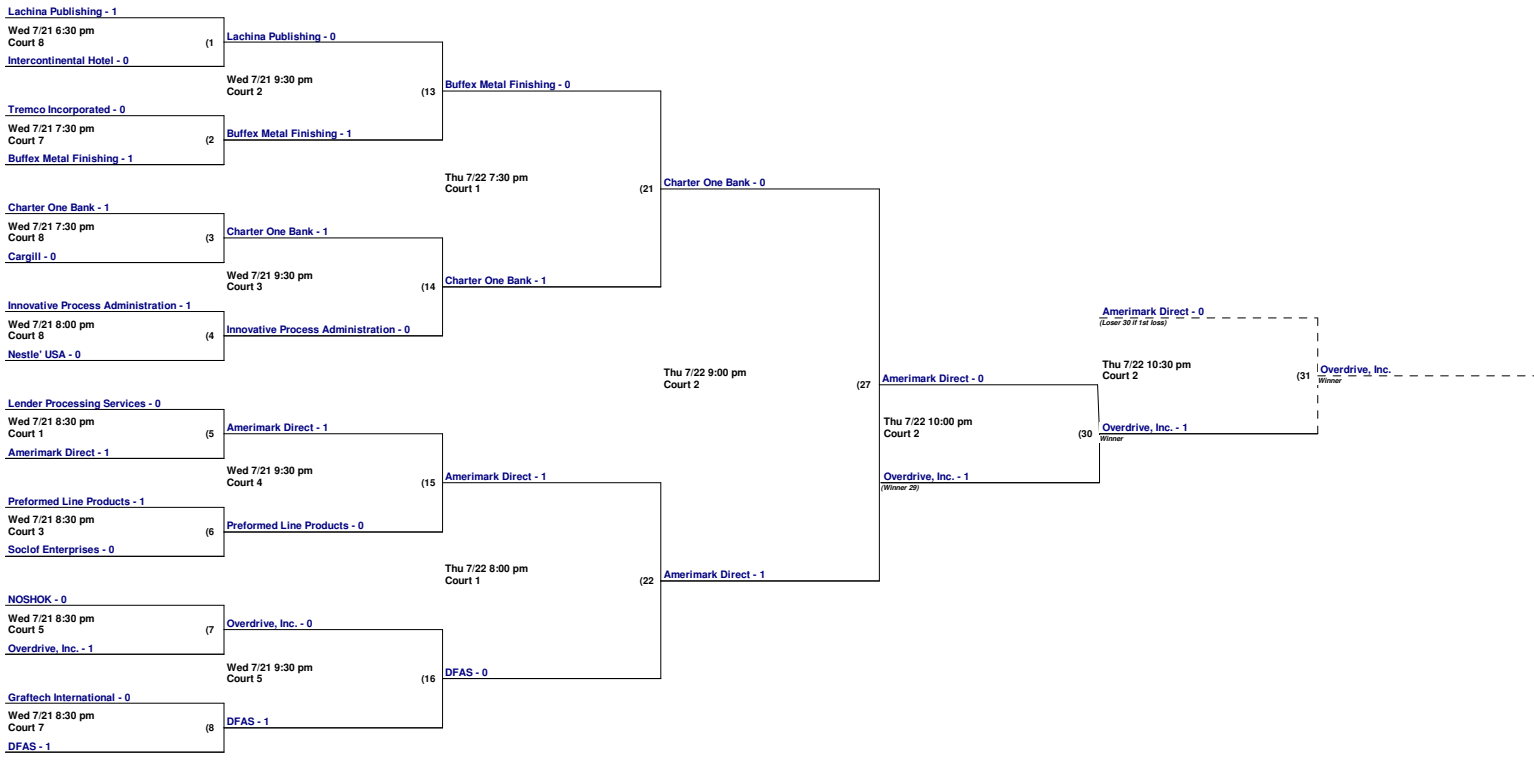 Lachina Publishing - 1
Wed 7/21 6:30 pm
Court 8
(1
Intercontinental Hotel - 0
Tremco Incorporated - 0
Wed 7/21 7:30 pm
Court 7
(2
Buffex Metal Finishing - 1
Charter One Bank - 1
Wed 7/21 7:30 pm
Court 8
(3
Cargill - 0
Innovative Process Administration - 1
Wed 7/21 8:00 pm
Court 8
(4
Nestle' USA - 0
Lender Processing Services - 0
Wed 7/21 8:30 pm
Court 1
(5
Amerimark Direct - 1
Preformed Line Products - 1
Wed 7/21 8:30 pm
Court 3
(6
Soclof Enterprises - 0
NOSHOK - 0
Wed 7/21 8:30 pm
Court 5
(7
Overdrive, Inc. - 1
Graftech International - 0
Wed 7/21 8:30 pm
Court 7
(8
DFAS - 1
Lachina Publishing - 0
Wed 7/21 9:30 pm
Court 2
(13
Buffex Metal Finishing - 1
Charter One Bank - 1
Wed 7/21 9:30 pm
Court 3
(14
Innovative Process Administration - 0
Amerimark Direct - 1
Wed 7/21 9:30 pm
Court 4
(15
Preformed Line Products - 0
Overdrive, Inc. - 0
Wed 7/21 9:30 pm
Court 5
(16
DFAS - 1
Buffex Metal Finishing - 0
Thu 7/22 7:30 pm
Court 1
(21
Charter One Bank - 1
Amerimark Direct - 1
Thu 7/22 8:00 pm
Court 1
(22
DFAS - 0
Charter One Bank - 0
Thu 7/22 9:00 pm
Court 2
(27
Amerimark Direct - 1
Amerimark Direct - 0
Thu 7/22 10:00 pm
Court 2
(30
Overdrive, Inc. - 1
(Winner 29)
Amerimark Direct - 0
(Loser 30 if 1st loss)
Thu 7/22 10:30 pm
Court 2
(31
Overdrive, Inc. - 1
Winner
Overdrive, Inc.
Winner